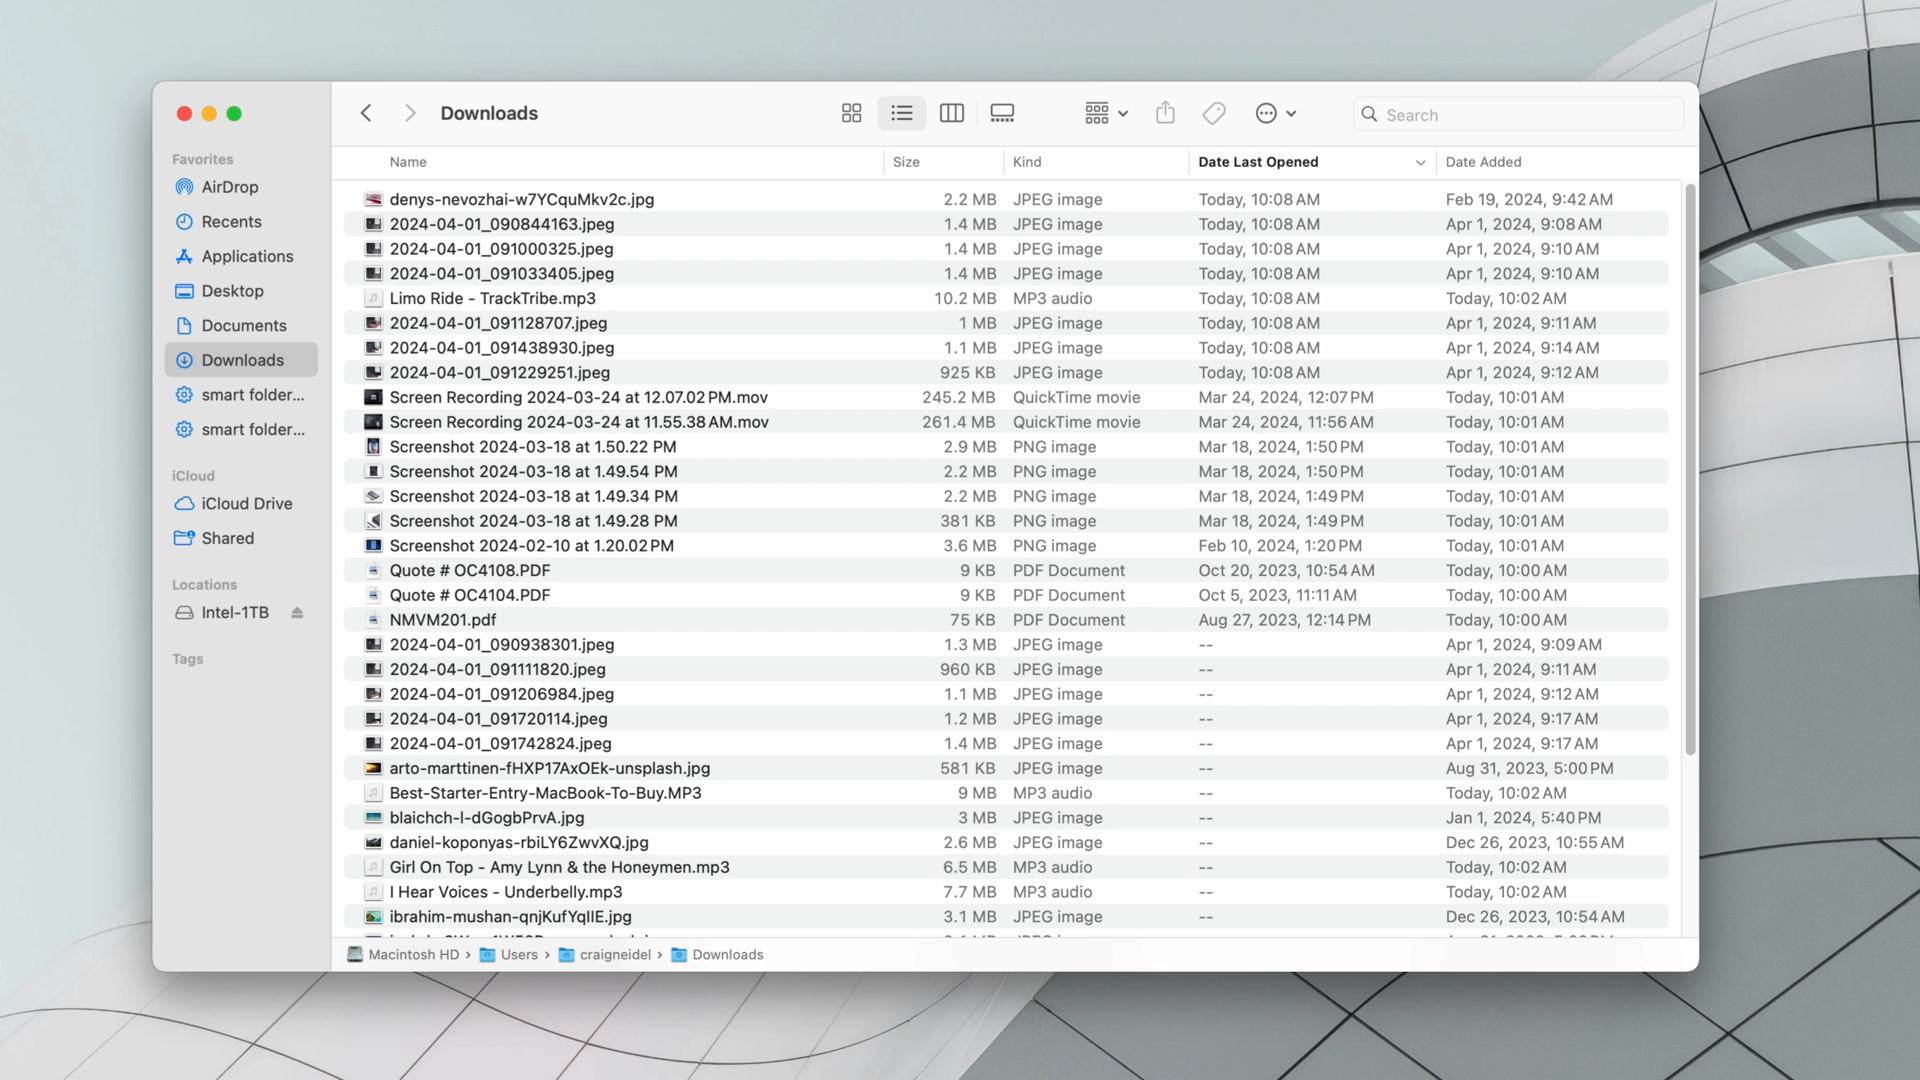 Downloads
Search
Favorites
AirDrop
Recents
Applications
Desktop
Documents
Downloads
smart folder...
smart folder...
iCloud
iCloud Drive
Shared
Locations
Intel-1TB
Tags
Name Size Kind Date Last Opened Date Added
denys-nevozhai-w7YCquMkv2c.jpg 2.2 MB JPEG image Today, 10:08 AM Feb 19, 2024, 9:42 AM
2024-04-01_090844163.jpeg 1.4 MB JPEG image Today, 10:08 AM Apr 1, 2024, 9:08 AM
2024-04-01_091000325.jpeg 1.4 MB JPEG image Today, 10:08 AM Apr 1, 2024, 9:10 AM
2024-04-01_091033405.jpeg 1.4 MB JPEG image Today, 10:08 AM Apr 1, 2024, 9:10 AM
Limo Ride - TrackTribe.mp3 10.2 MB MP3 audio Today, 10:08 AM Today, 10:02 AM
2024-04-01_091128707.jpeg 1 MB JPEG image Today, 10:08 AM Apr 1, 2024, 9:11 AM
2024-04-01_091438930.jpeg 1.1 MB JPEG image Today, 10:08 AM Apr 1, 2024, 9:14 AM
2024-04-01_091229251.jpeg 925 KB JPEG image Today, 10:08 AM Apr 1, 2024, 9:12 AM
Screen Recording 2024-03-24 at 12.07.02 PM.mov 245.2 MB QuickTime movie Mar 24, 2024, 12:07 PM Today, 10:01 AM
Screen Recording 2024-03-24 at 11.55.38 AM.mov 261.4 MB QuickTime movie Mar 24, 2024, 11:56 AM Today, 10:01 AM
Screenshot 2024-03-18 at 1.50.22 PM 2.9 MB PNG image Mar 18, 2024, 1:50 PM Today, 10:01 AM
Screenshot 2024-03-18 at 1.49.54 PM 2.2 MB PNG image Mar 18, 2024, 1:50 PM Today, 10:01 AM
Screenshot 2024-03-18 at 1.49.34 PM 2.2 MB PNG image Mar 18, 2024, 1:49 PM Today, 10:01 AM
Screenshot 2024-03-18 at 1.49.28 PM 381 KB PNG image Mar 18, 2024, 1:49 PM Today, 10:01 AM
Screenshot 2024-02-10 at 1.20.02 PM 3.6 MB PNG image Feb 10, 2024, 1:20 PM Today, 10:01 AM
Quote # OC4108.PDF 9 KB PDF Document Oct 20, 2023, 10:54 AM Today, 10:00 AM
Quote # OC4104.PDF 9 KB PDF Document Oct 5, 2023, 11:11 AM Today, 10:00 AM
NMVM201.pdf 75 KB PDF Document Aug 27, 2023, 12:14 PM Today, 10:00 AM
2024-04-01_090938301.jpeg 1.3 MB JPEG image -- Apr 1, 2024, 9:09 AM
2024-04-01_091111820.jpeg 960 KB JPEG image -- Apr 1, 2024, 9:11 AM
2024-04-01_091206984.jpeg 1.1 MB JPEG image -- Apr 1, 2024, 9:12 AM
2024-04-01_091720114.jpeg 1.2 MB JPEG image -- Apr 1, 2024, 9:17 AM
2024-04-01_091742824.jpeg 1.4 MB JPEG image -- Apr 1, 2024, 9:17 AM
arto-marttinen-fHXP17AxOEk-unsplash.jpg 581 KB JPEG image -- Aug 31, 2023, 5:00 PM
Best-Starter-Entry-MacBook-To-Buy.MP3 9 MB MP3 audio -- Today, 10:02 AM
blaichch-I-dGogbPrvA.jpg 3 MB JPEG image -- Jan 1, 2024, 5:40 PM
daniel-koponyas-rbiLY6ZwvXQ.jpg 2.6 MB JPEG image -- Dec 26, 2023, 10:55 AM
Girl On Top - Amy Lynn & the Honeymen.mp3 6.5 MB MP3 audio -- Today, 10:02 AM
I Hear Voices - Underbelly.mp3 7.7 MB MP3 audio -- Today, 10:02 AM
ibrahim-mushan-qnjKufYqIIE.jpg 3.1 MB JPEG image -- Dec 26, 2023, 10:54 AM
Macintosh HD › Users › craigneidel › Downloads